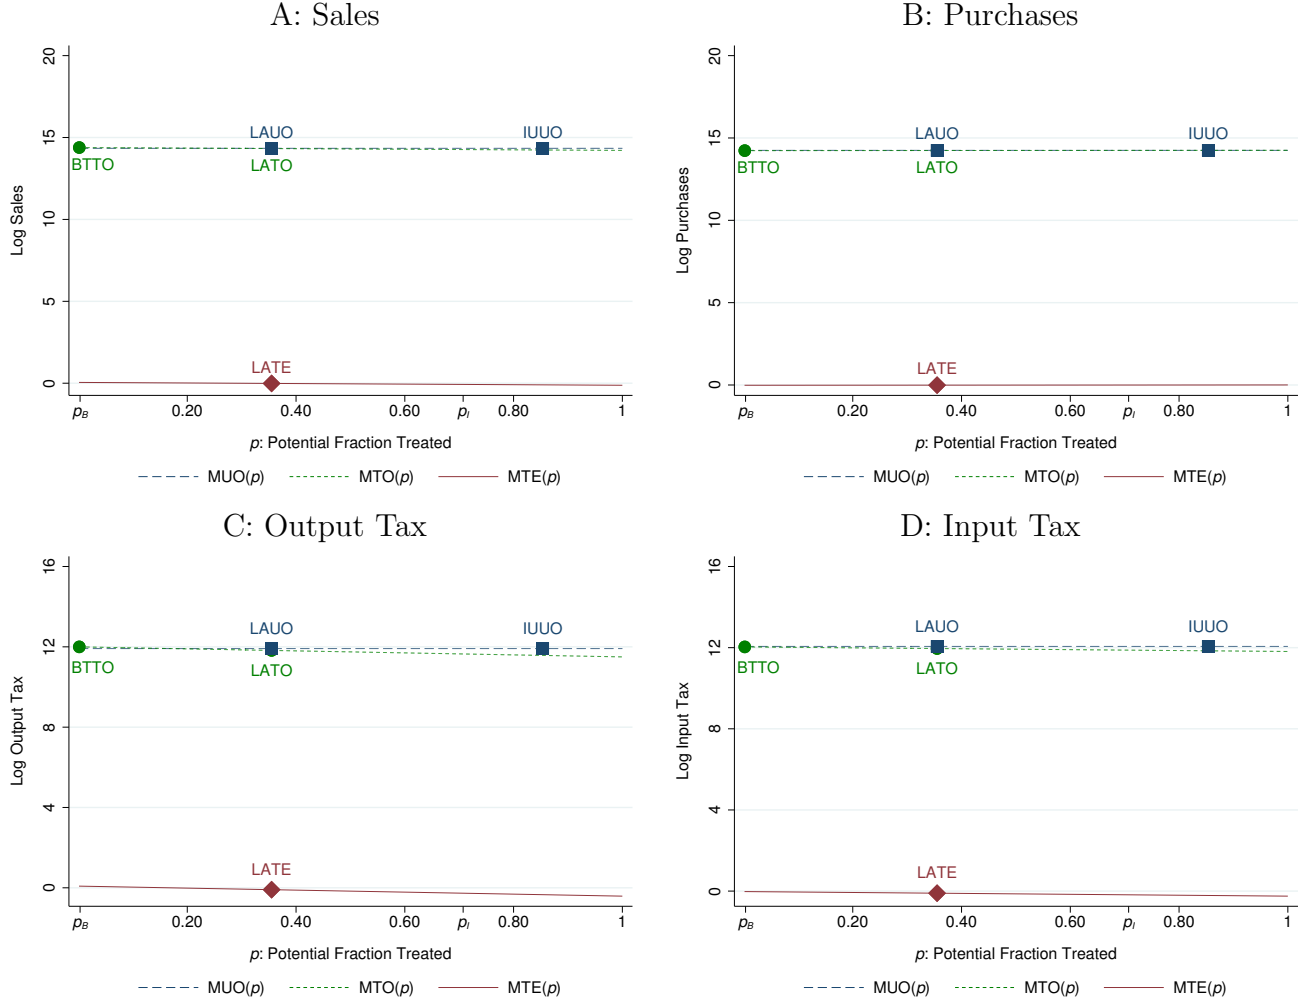 A: Sales
20
15
10
5
0
Log Sales
LAUO
IUUO
BTTO
LATO
LATE
pB 0.20 0.40 0.60 pI 0.80 1
p: Potential Fraction Treated
MUO(p) MTO(p) MTE(p)
B: Purchases
20
15
10
5
0
Log Purchases
LAUO
IUUO
BTTO
LATO
LATE
pB 0.20 0.40 0.60 pI 0.80 1
p: Potential Fraction Treated
MUO(p) MTO(p) MTE(p)
C: Output Tax
16
12
8
4
0
Log Output Tax
LAUO
IUUO
BTTO
LATO
LATE
pB 0.20 0.40 0.60 pI 0.80 1
p: Potential Fraction Treated
MUO(p) MTO(p) MTE(p)
D: Input Tax
16
12
8
4
0
Log Input Tax
LAUO
IUUO
BTTO
LATO
LATE
pB 0.20 0.40 0.60 pI 0.80 1
p: Potential Fraction Treated
MUO(p) MTO(p) MTE(p)